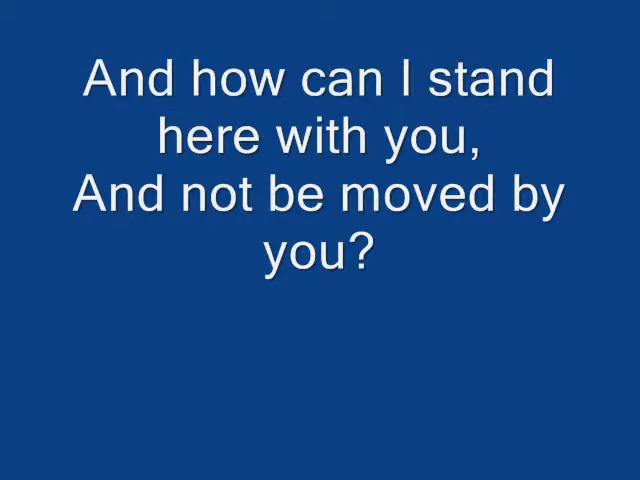 And how can I stand
here with you,
And not be moved by
you?